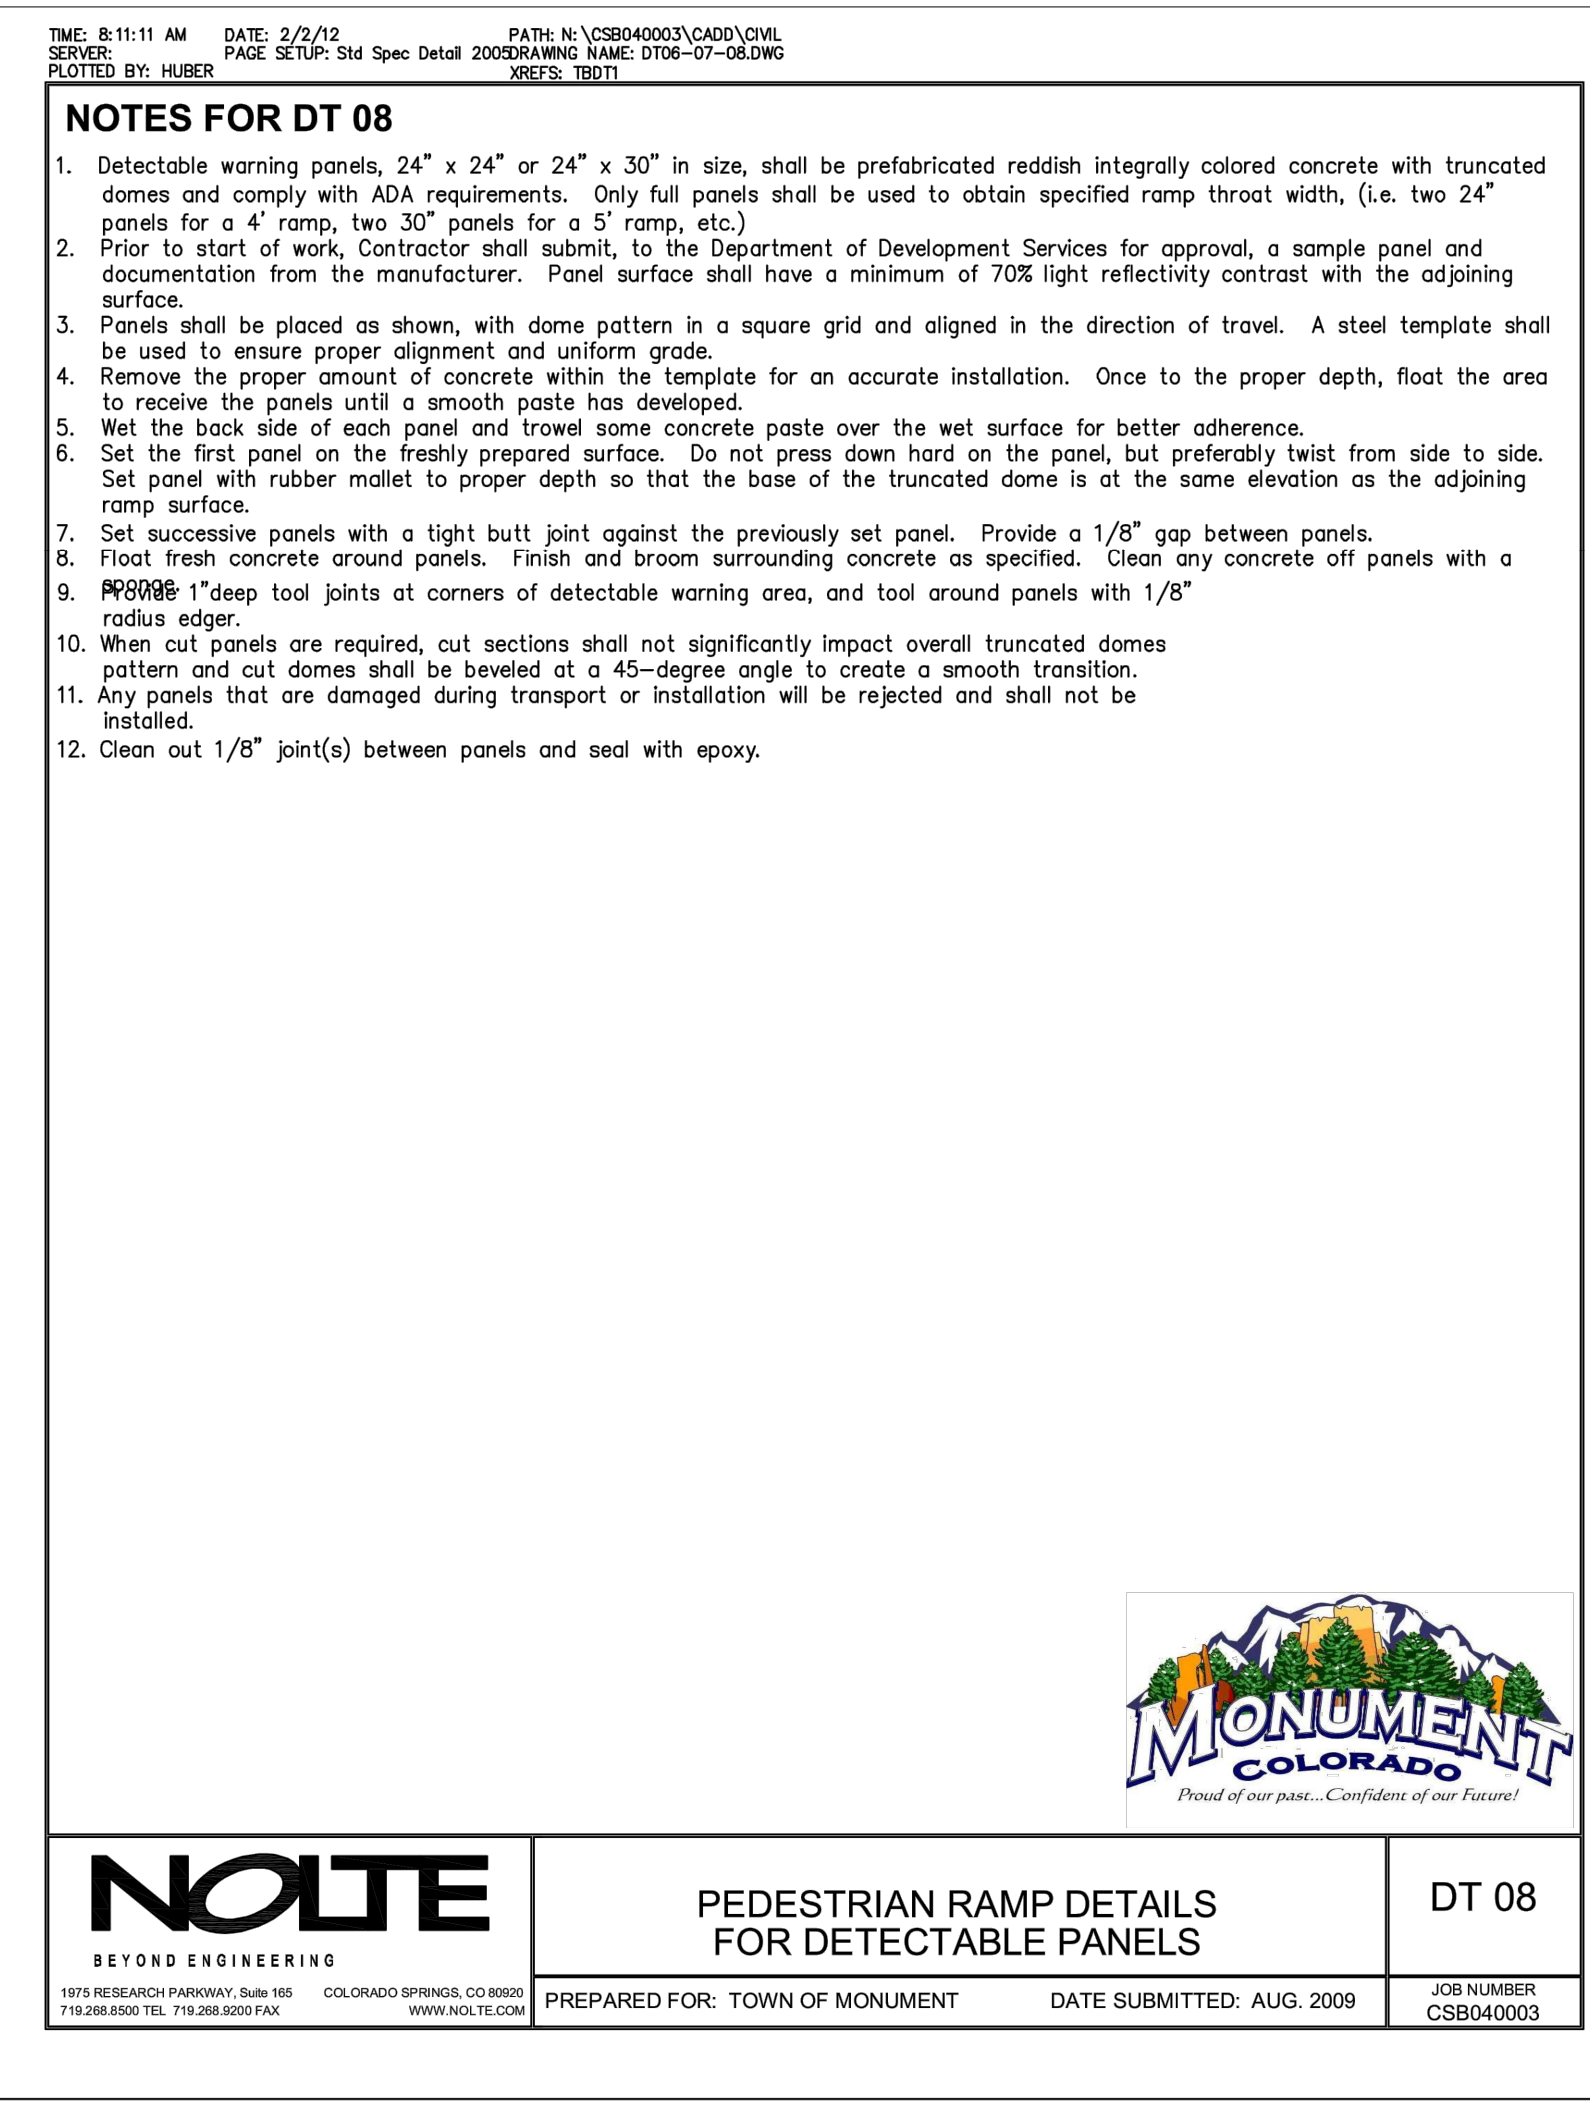 TIME: 8:11:11 AM DATE: 2/2/12 PATH: N:\CSB040003\CADD\CIVIL
SERVER: PAGE SETUP: Std Spec Detail 2005DRAWING NAME: DT06-07-08.DWG
PLOTTED BY: HUBER XREFS: TBDT1
NOTES FOR DT 08
1. Detectable warning panels, 24" x 24" or 24" x 30" in size, shall be prefabricated reddish integrally colored concrete with truncated
domes and comply with ADA requirements. Only full panels shall be used to obtain specified ramp throat width, (i.e. two 24"
panels for a 4' ramp, two 30" panels for a 5' ramp, etc.)
2. Prior to start of work, Contractor shall submit, to the Department of Development Services for approval, a sample panel and
documentation from the manufacturer. Panel surface shall have a minimum of 70% light reflectivity contrast with the adjoining
surface.
3. Panels shall be placed as shown, with dome pattern in a square grid and aligned in the direction of travel. A steel template shall
be used to ensure proper alignment and uniform grade.
4. Remove the proper amount of concrete within the template for an accurate installation. Once to the proper depth, float the area
to receive the panels until a smooth paste has developed.
5. Wet the back side of each panel and trowel some concrete paste over the wet surface for better adherence.
6. Set the first panel on the freshly prepared surface. Do not press down hard on the panel, but preferably twist from side to side.
Set panel with rubber mallet to proper depth so that the base of the truncated dome is at the same elevation as the adjoining
ramp surface.
7. Set successive panels with a tight butt joint against the previously set panel. Provide a 1/8" gap between panels.
8. Float fresh concrete around panels. Finish and broom surrounding concrete as specified. Clean any concrete off panels with a
sponge.
9. Provide 1"deep tool joints at corners of detectable warning area, and tool around panels with 1/8"
radius edger.
10. When cut panels are required, cut sections shall not significantly impact overall truncated domes
pattern and cut domes shall be beveled at a 45-degree angle to create a smooth transition.
11. Any panels that are damaged during transport or installation will be rejected and shall not be
installed.
12. Clean out 1/8" joint(s) between panels and seal with epoxy.
MONUMENT
COLORADO
Proud of our past...Confident of our Future!
NOLTE
BEYOND ENGINEERING
1975 RESEARCH PARKWAY, Suite 165 COLORADO SPRINGS, CO 80920
719.268.8500 TEL 719.268.9200 FAX WWW.NOLTE.COM
PEDESTRIAN RAMP DETAILS
FOR DETECTABLE PANELS
PREPARED FOR: TOWN OF MONUMENT DATE SUBMITTED: AUG. 2009
DT 08
JOB NUMBER
CSB040003